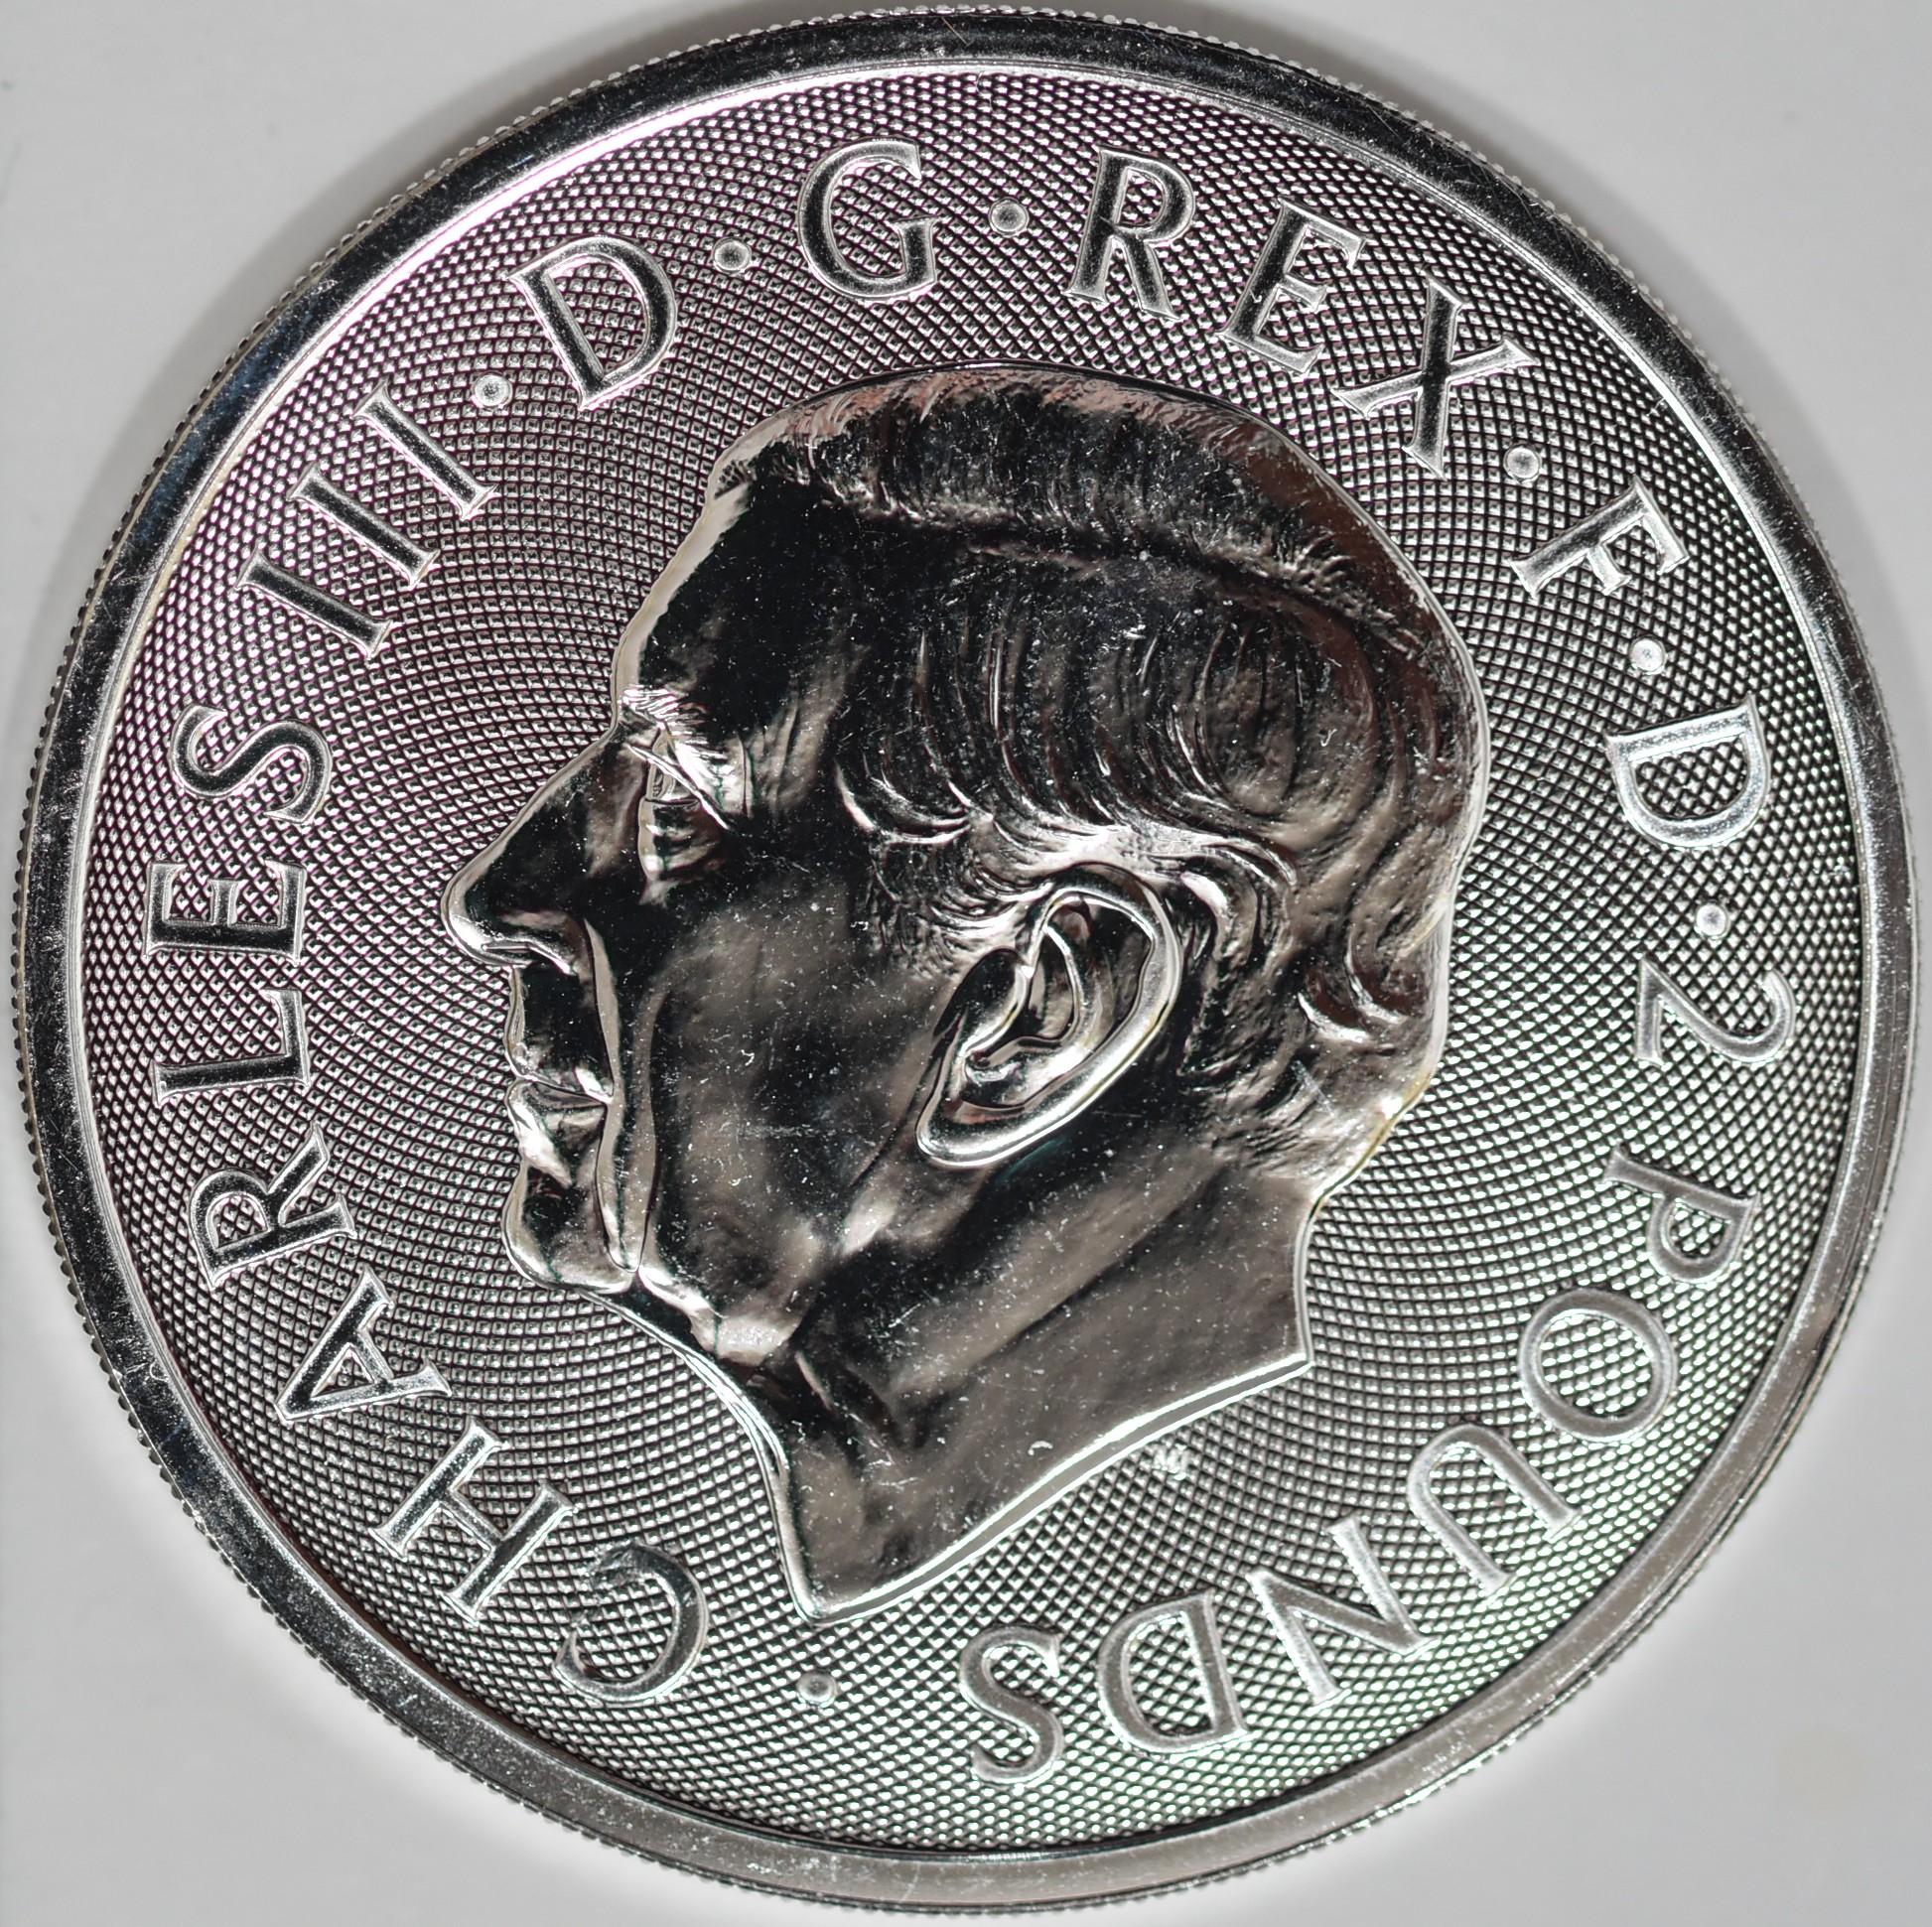 CHARLES III · D · G · REX · F · D · 2 POUNDS ·